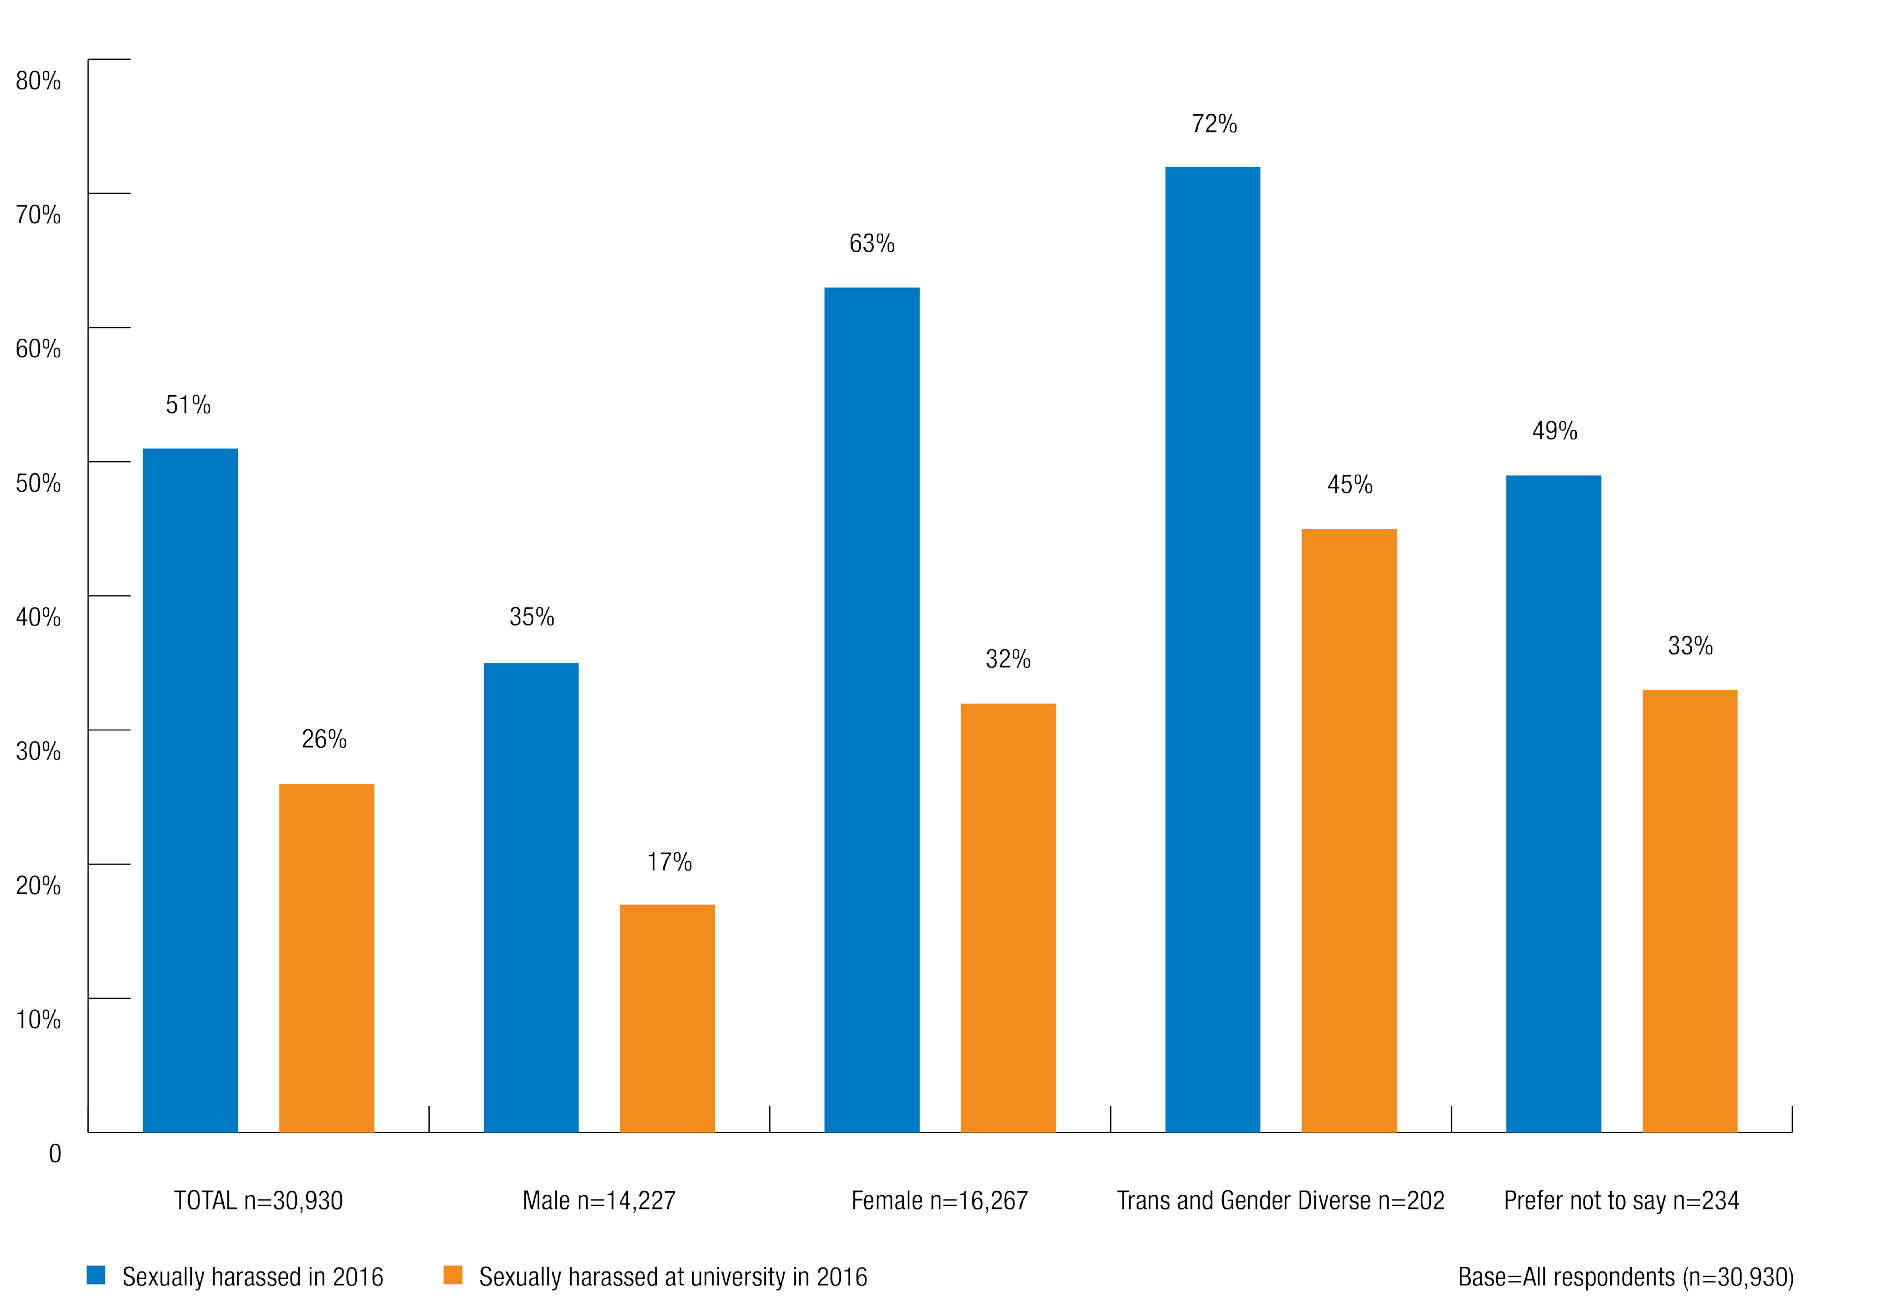 80%
70%
60%
50%
40%
30%
20%
10%
0
51%
26%
35%
17%
63%
32%
72%
45%
49%
33%
TOTAL n=30,930
Male n=14,227
Female n=16,267
Trans and Gender Diverse n=202
Prefer not to say n=234
Sexually harassed in 2016
Sexually harassed at university in 2016
Base=All respondents (n=30,930)